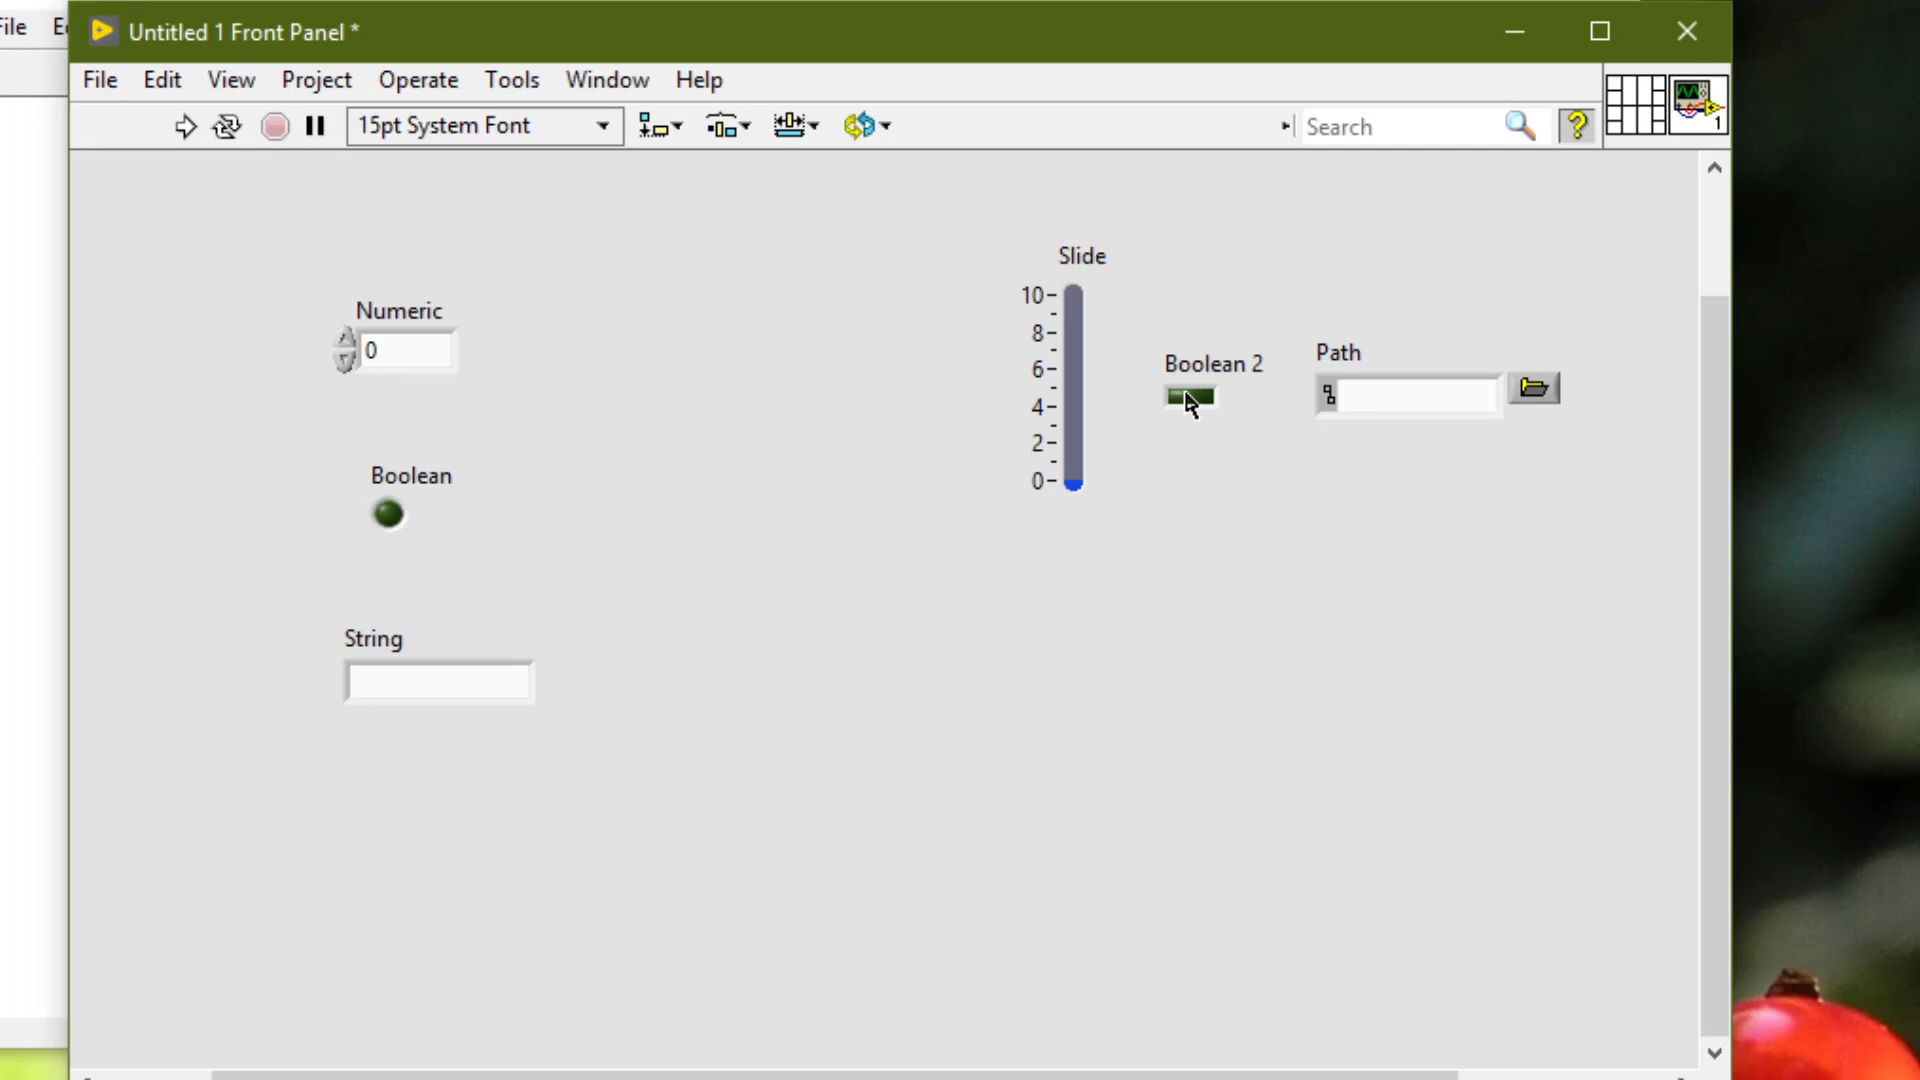 File
Untitled 1 Front Panel *
File Edit View Project Operate Tools Window Help
15pt System Font
Search
?
1
Slide
10
8
6
4
2
0
Numeric
0
Boolean 2
Path
Boolean
String